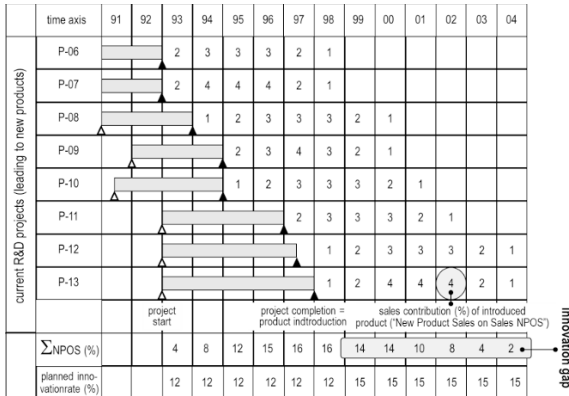 time axis 91 92 93 94 95 96 97 98 99 00 01 02 03 04
current R&D projects (leading to new products)
P-06 2 3 3 3 2 1
P-07 2 4 4 4 2 1
P-08 1 2 3 3 3 2 1
P-09 2 3 4 3 2 1
P-10 1 2 3 3 3 2 1
P-11 2 3 3 3 2 1
P-12 1 2 3 3 3 2 1
P-13 1 2 4 4 4 2 1
project start
project completion = product indtroduction
sales contribution (%) of introduced product ("New Product Sales on Sales NPOS")
∑NPOS (%) 4 8 12 15 16 16 14 14 10 8 4 2
innovation gap
planned inno-
vationrate (%) 12 12 12 12 12 12 15 15 15 15 15 15